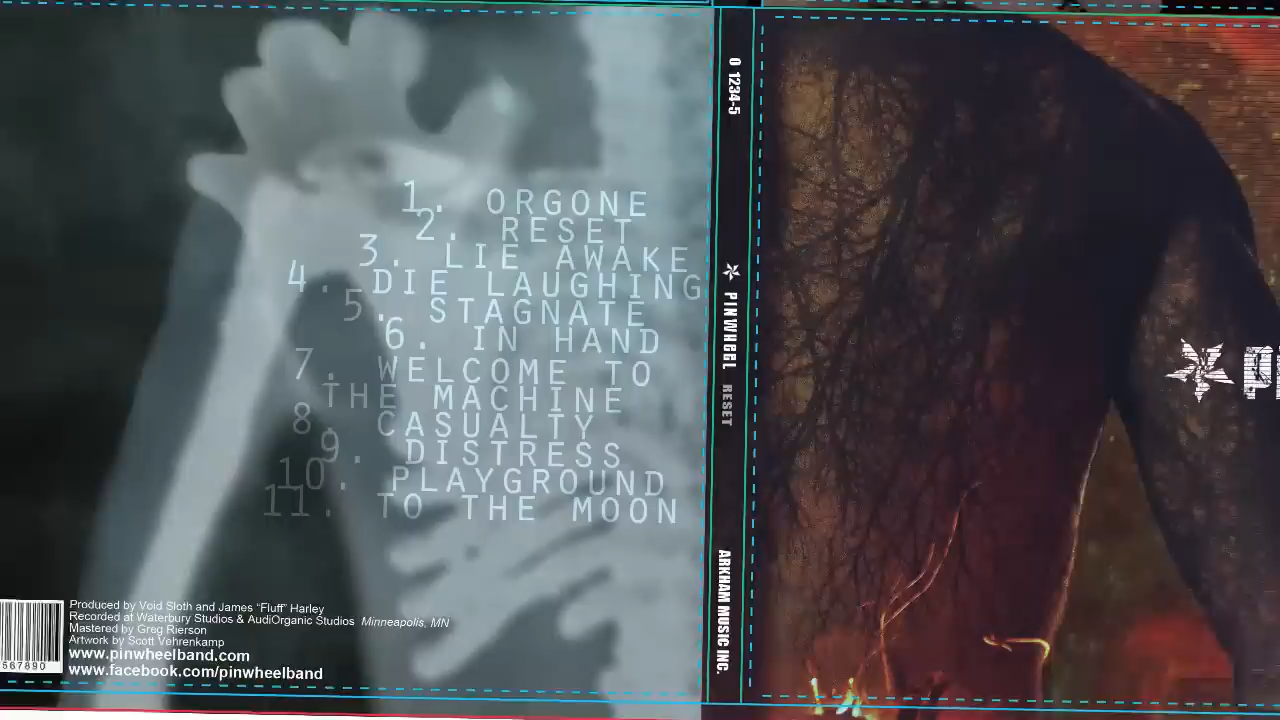 1. ORGONE
2. RESET
3. LIE AWAKE
4. DIE LAUGHING
5. STAGNATE
6. IN HAND
7. WELCOME TO
THE MACHINE
8. CASUALTY
9. DISTRESS
10. PLAYGROUND
11. TO THE MOON
567890
Produced by Void Sloth and James "Fluff" Harley
Recorded at Waterbury Studios & AudiOrganic Studios Minneapolis, MN
Mastered by Greg Rierson
Artwork by Scott Vehrenkamp
www.pinwheelband.com
www.facebook.com/pinwheelband
0 1234-5
PINWHEEL RESET
ARKHAM MUSIC INC.